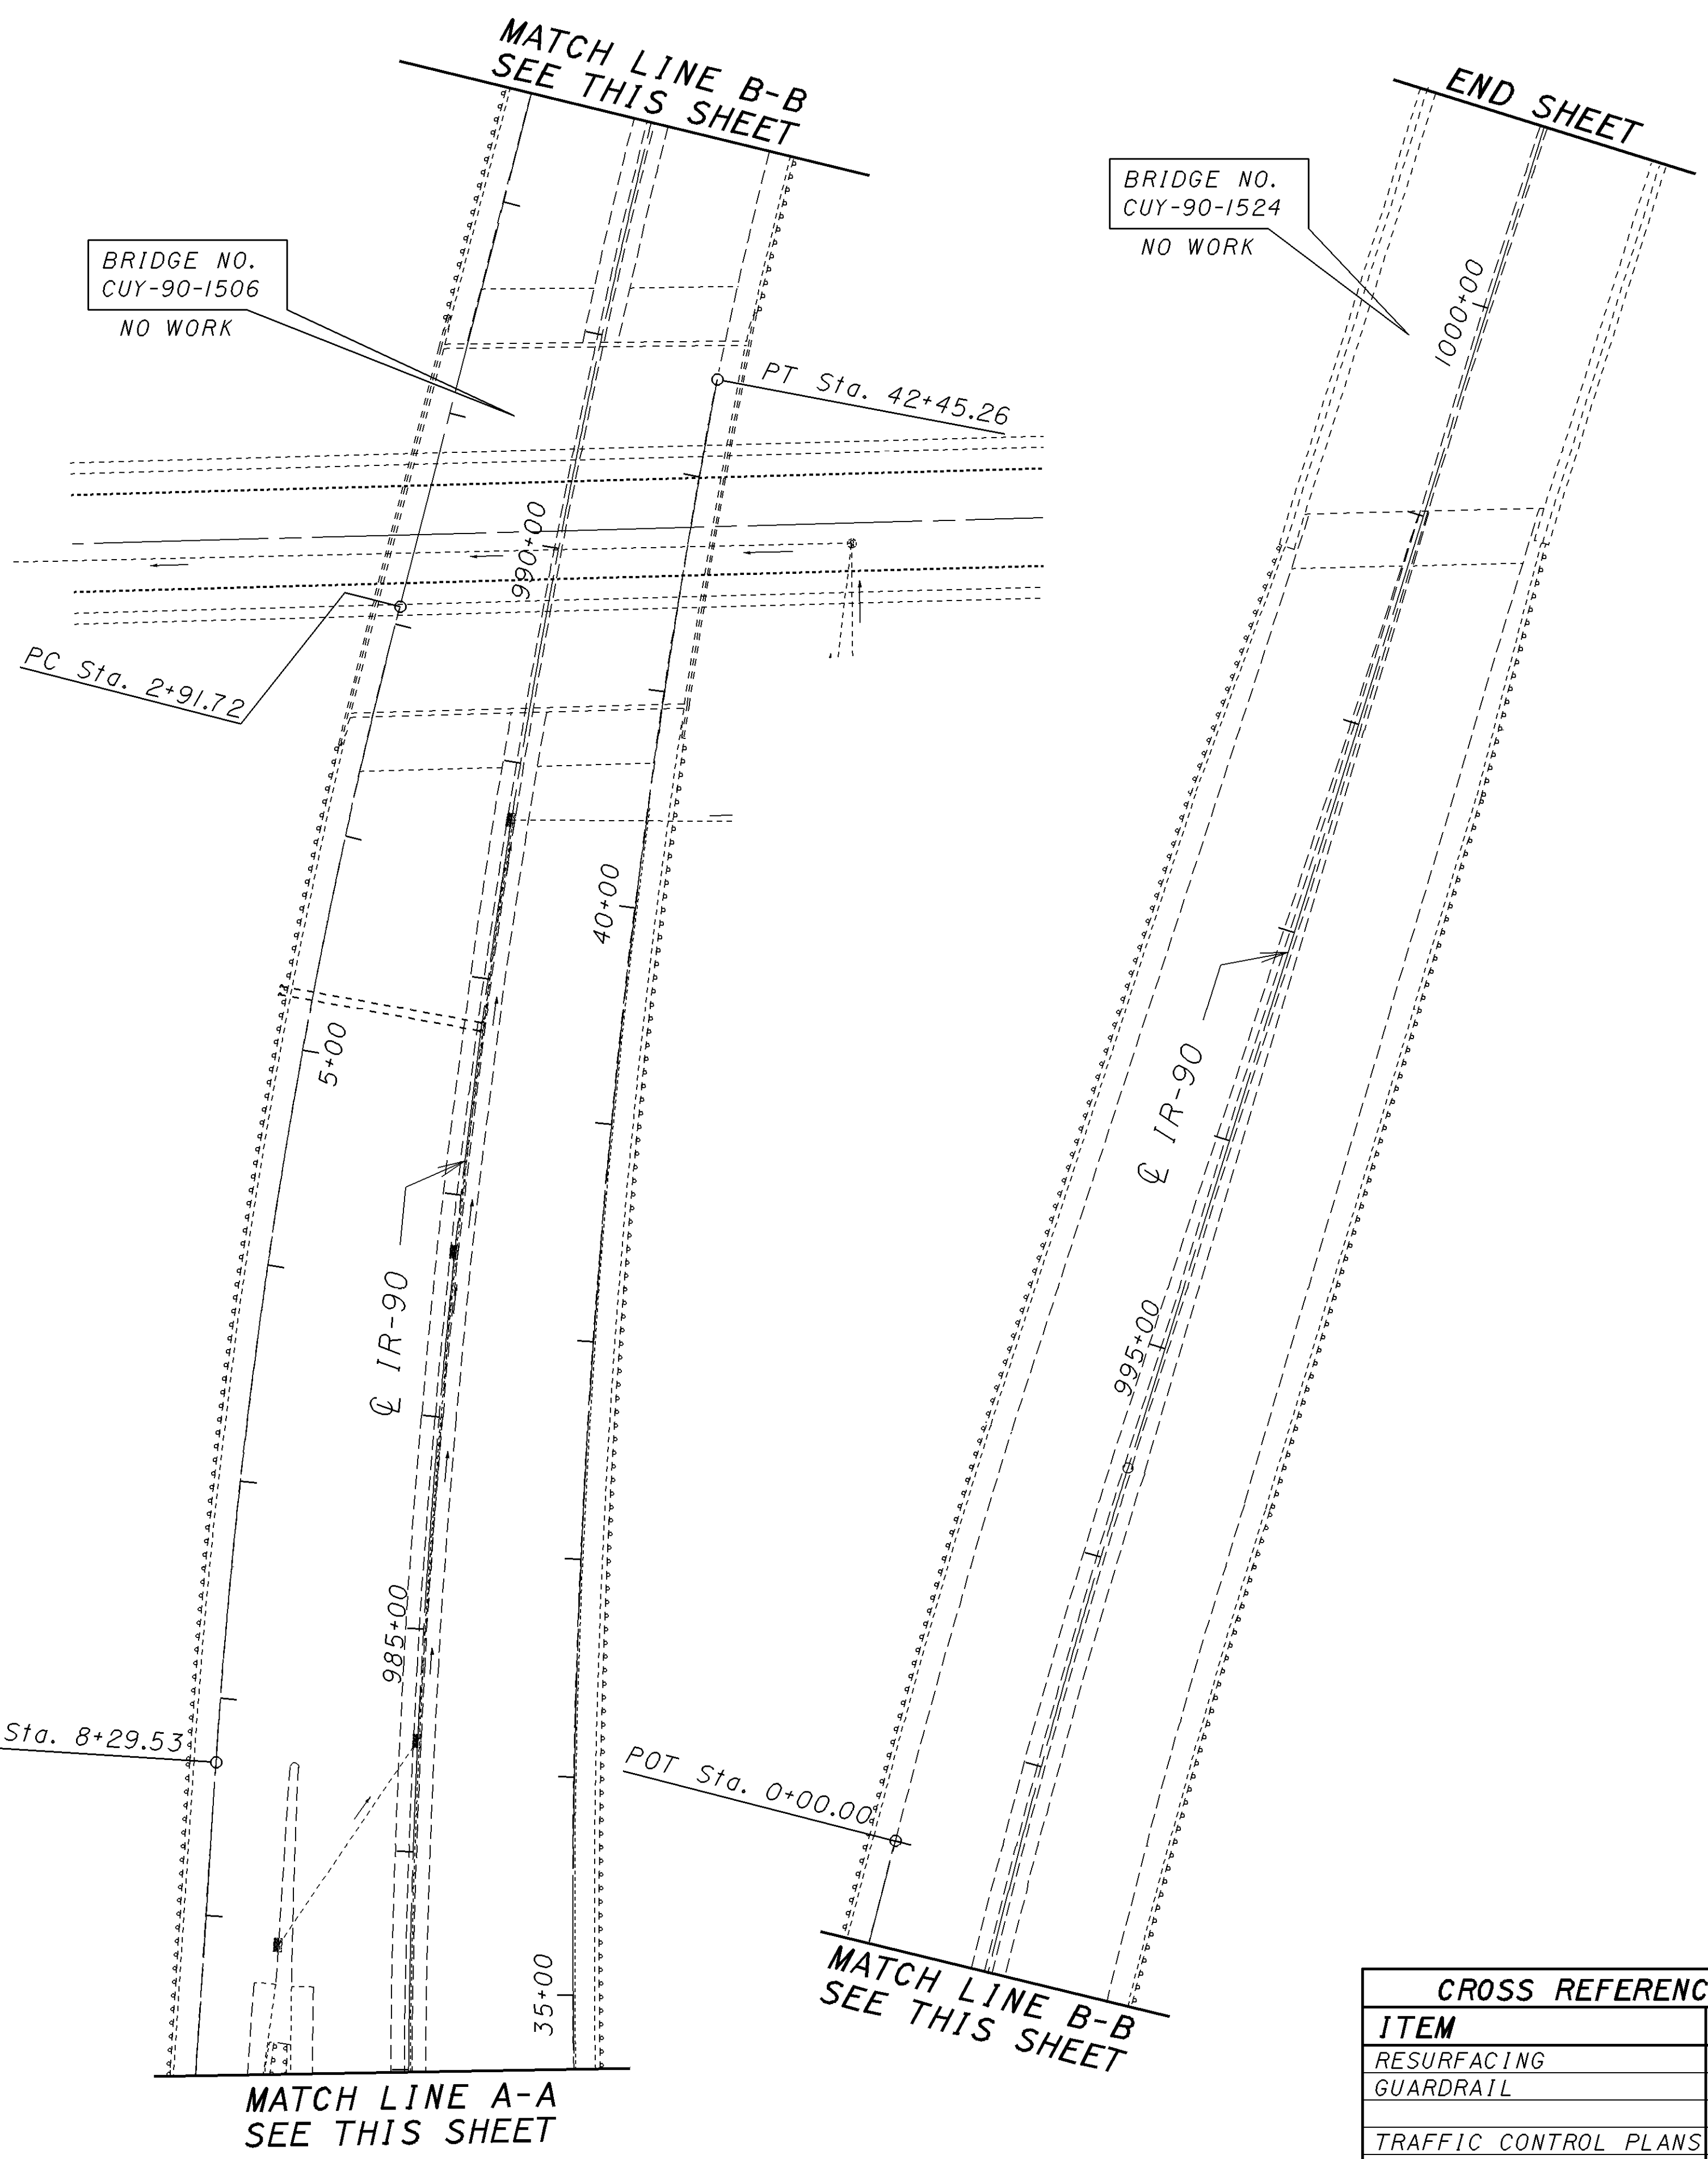 MATCH LINE B-B
SEE THIS SHEET
END SHEET
BRIDGE NO.
CUY-90-1506
NO WORK
BRIDGE NO.
CUY-90-1524
NO WORK
1000+00
PT Sta. 42+45.26
990+00
PC Sta. 2+91.72
40+00
5+00
℄ IR-90
℄ IR-90
995+00
985+00
Sta. 8+29.53
POT Sta. 0+00.00
35+00
MATCH LINE B-B
SEE THIS SHEET
MATCH LINE A-A
SEE THIS SHEET
CROSS REFERENC
ITEM
RESURFACING
GUARDRAIL
TRAFFIC CONTROL PLANS